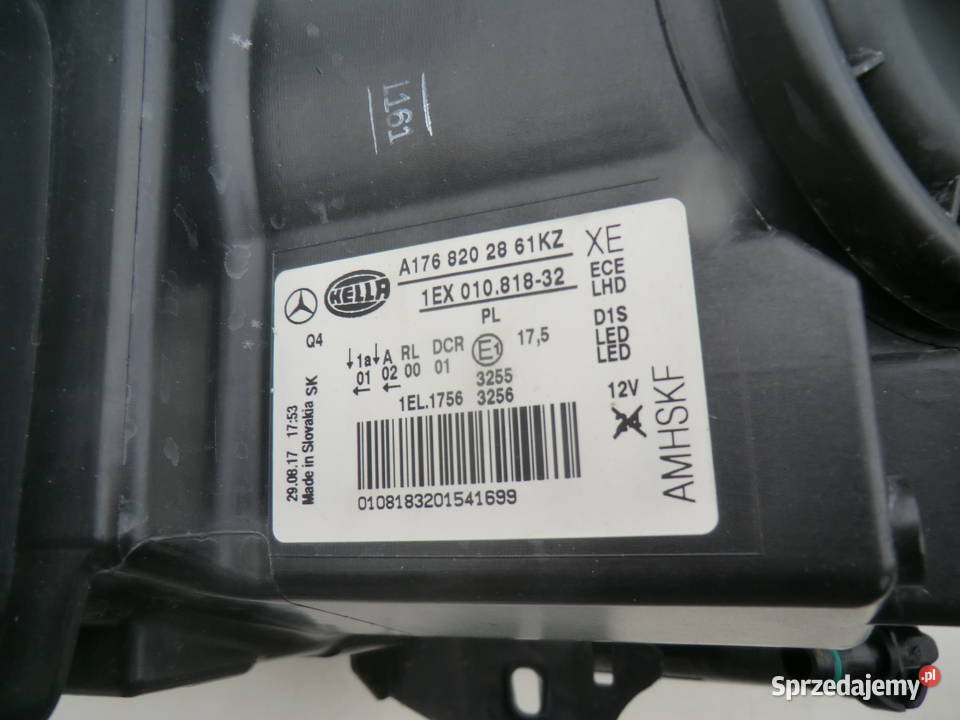 L161
A176 820 28 61KZ XE
HELLA 1EX 010.818-32 ECE
LHD
PL D1S
Q4 LED
↓1a↓A RL DCR E1 17,5 LED
01 02 00 01
← ← 3255 12V
1EL.1756 3256
AMHSKF
29.08.17 17:53
Made in Slovakia SK
0108183201541699
Sprzedajemy.pl